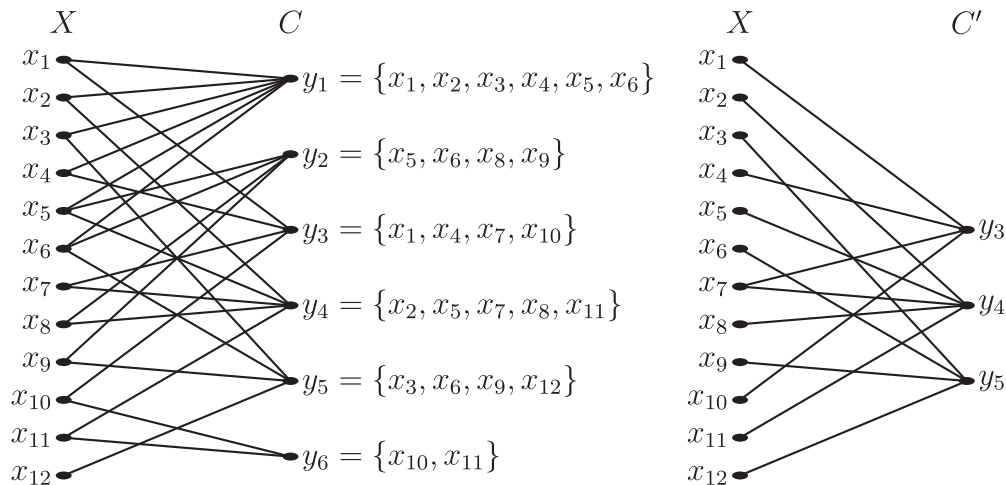 X C
x₁
x₂
x₃
x₄
x₅
x₆
x₇
x₈
x₉
x₁₀
x₁₁
x₁₂
y₁ = {x₁, x₂, x₃, x₄, x₅, x₆}
y₂ = {x₅, x₆, x₈, x₉}
y₃ = {x₁, x₄, x₇, x₁₀}
y₄ = {x₂, x₅, x₇, x₈, x₁₁}
y₅ = {x₃, x₆, x₉, x₁₂}
y₆ = {x₁₀, x₁₁}
X C′
x₁
x₂
x₃
x₄
x₅
x₆
x₇
x₈
x₉
x₁₀
x₁₁
x₁₂
y₃
y₄
y₅